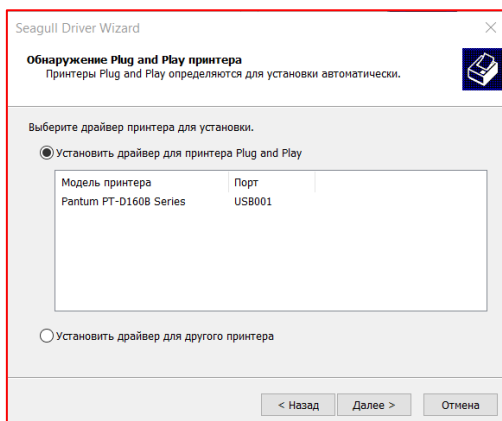 Seagull Driver Wizard
Обнаружение Plug and Play принтера
Принтеры Plug and Play определяются для установки автоматически.
Выберите драйвер принтера для установки.
Установить драйвер для принтера Plug and Play
Модель принтера Порт
Pantum PT-D160B Series USB001
Установить драйвер для другого принтера
< Назад Далее > Отмена